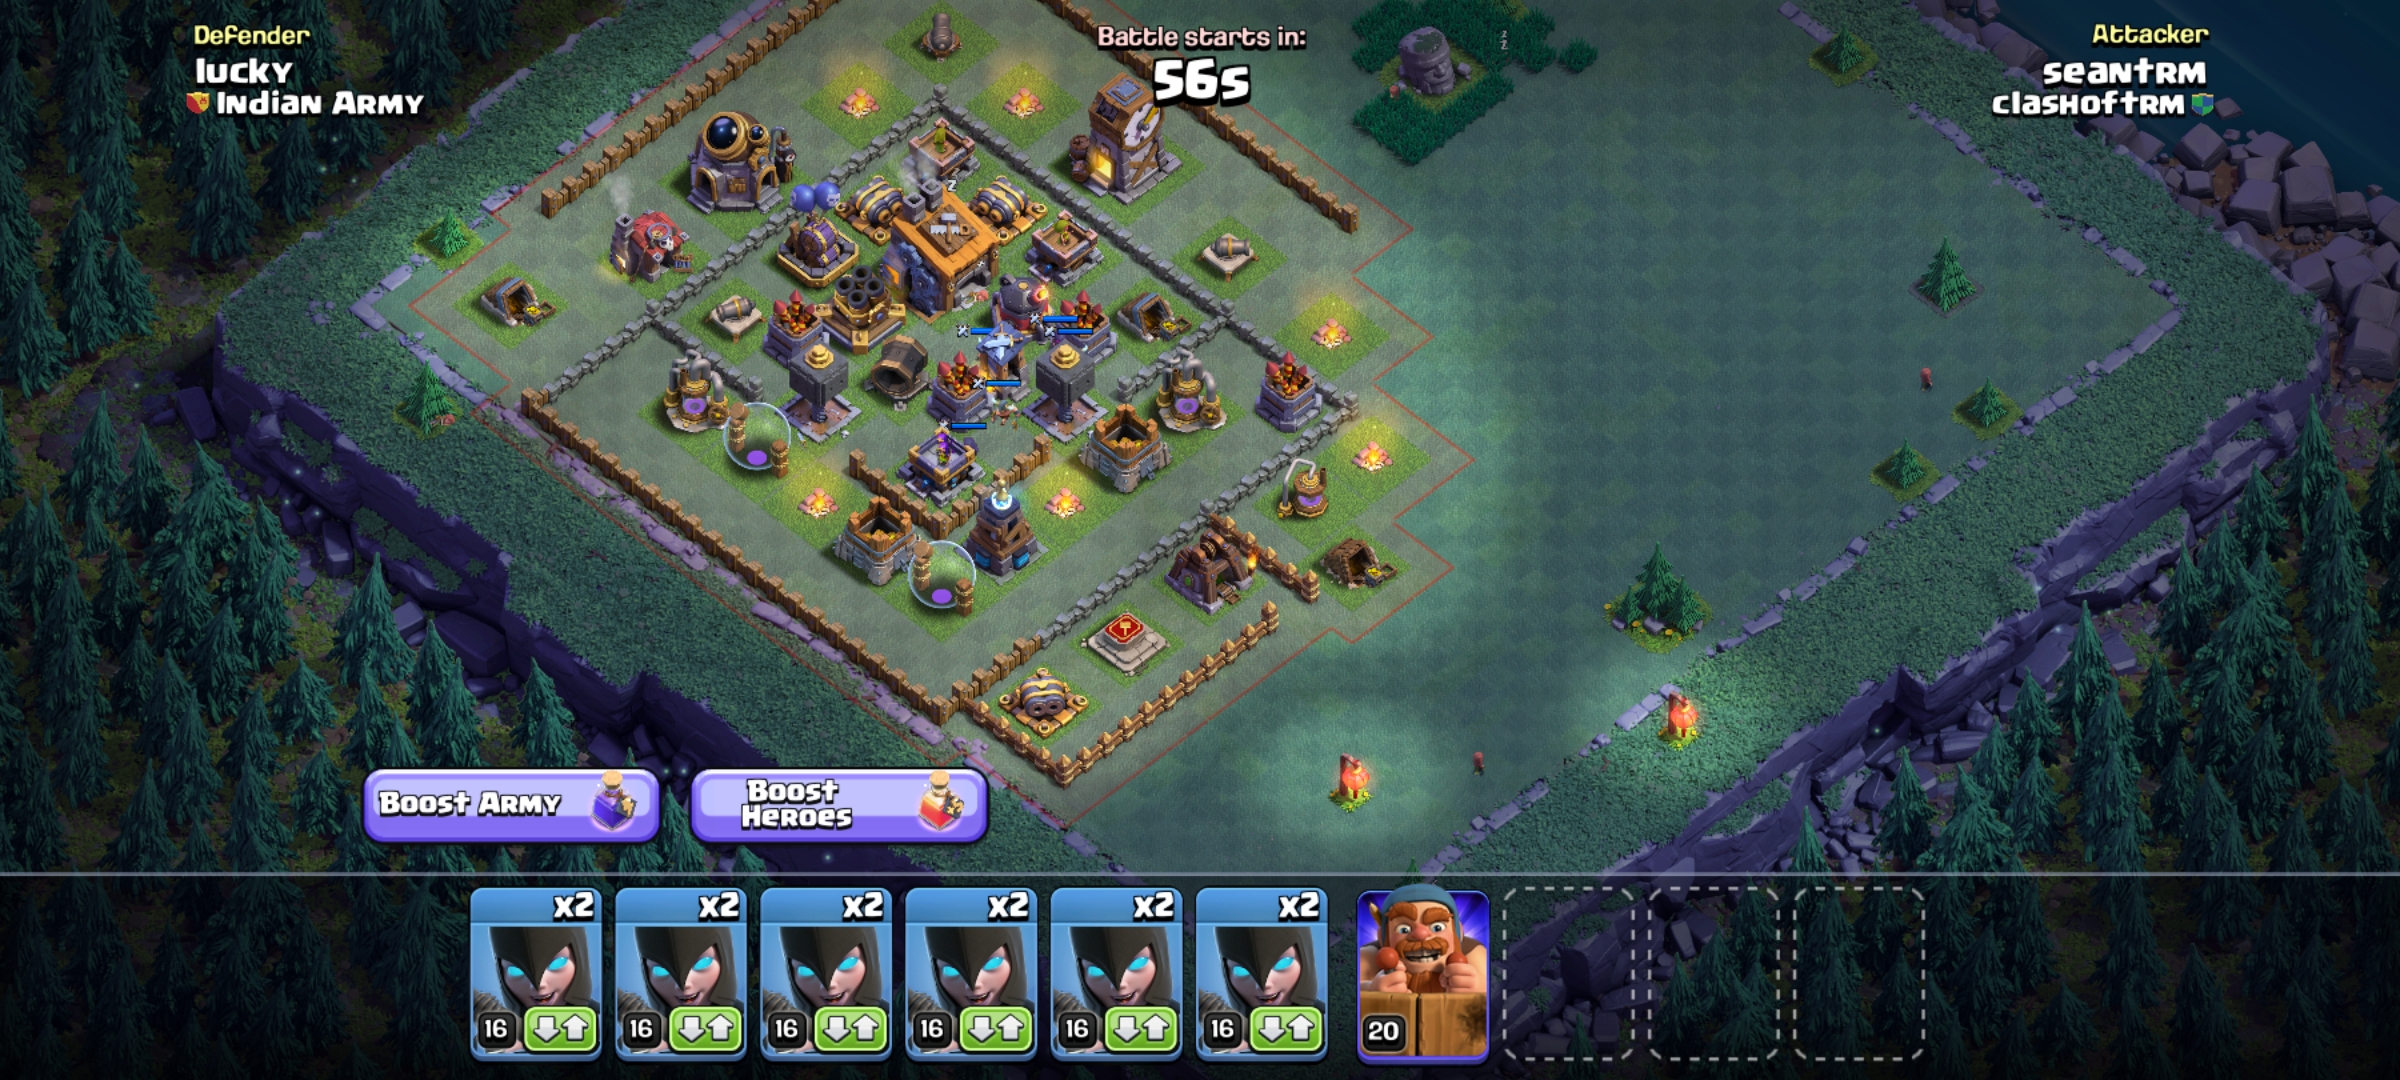 Defender
lucky
Indian Army
Battle starts in:
56s
Attacker
seantrm
clashoftrm
Boost Army
Boost
Heroes
x2
x2
x2
x2
x2
x2
16
16
16
16
16
16
20